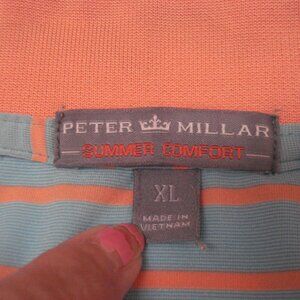 PETER MILLAR
SUMMER COMFORT
XL
MADE IN
VIETNAM